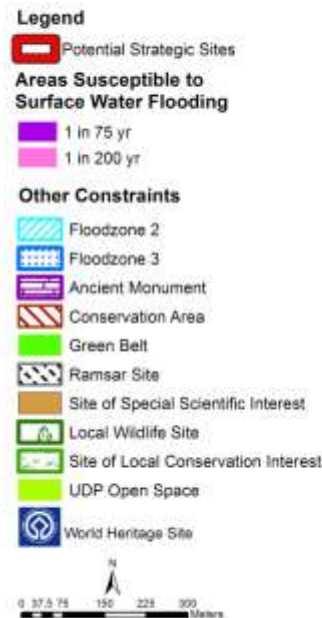 Legend
Potential Strategic Sites
Areas Susceptible to
Surface Water Flooding
1 in 75 yr
1 in 200 yr
Other Constraints
Floodzone 2
Floodzone 3
Ancient Monument
Conservation Area
Green Belt
Ramsar Site
Site of Special Scientific Interest
Local Wildlife Site
Site of Local Conservation Interest
UDP Open Space
World Heritage Site
N
0 37.5 75 150 225 300
Meters